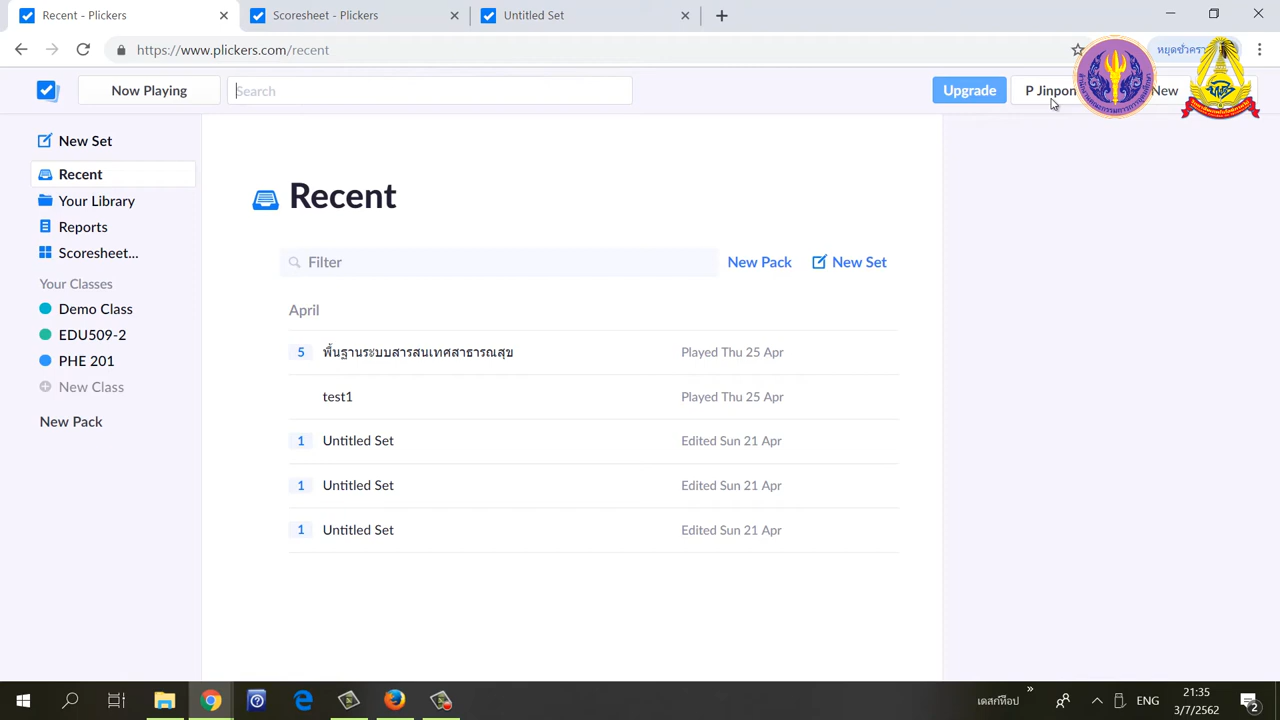 Recent - Plickers
Scoresheet - Plickers
Untitled Set
https://www.plickers.com/recent
Now Playing
Search
Upgrade
P Jinpon
New
New Set
Recent
Your Library
Reports
Scoresheet...
Your Classes
Demo Class
EDU509-2
PHE 201
New Class
New Pack
Recent
Filter
New Pack
New Set
April
5 พื้นฐานระบบสารสนเทศสาธารณสุข Played Thu 25 Apr
test1 Played Thu 25 Apr
1 Untitled Set Edited Sun 21 Apr
1 Untitled Set Edited Sun 21 Apr
1 Untitled Set Edited Sun 21 Apr
เดสก์ท็อป
ENG
21:35
3/7/2562
2